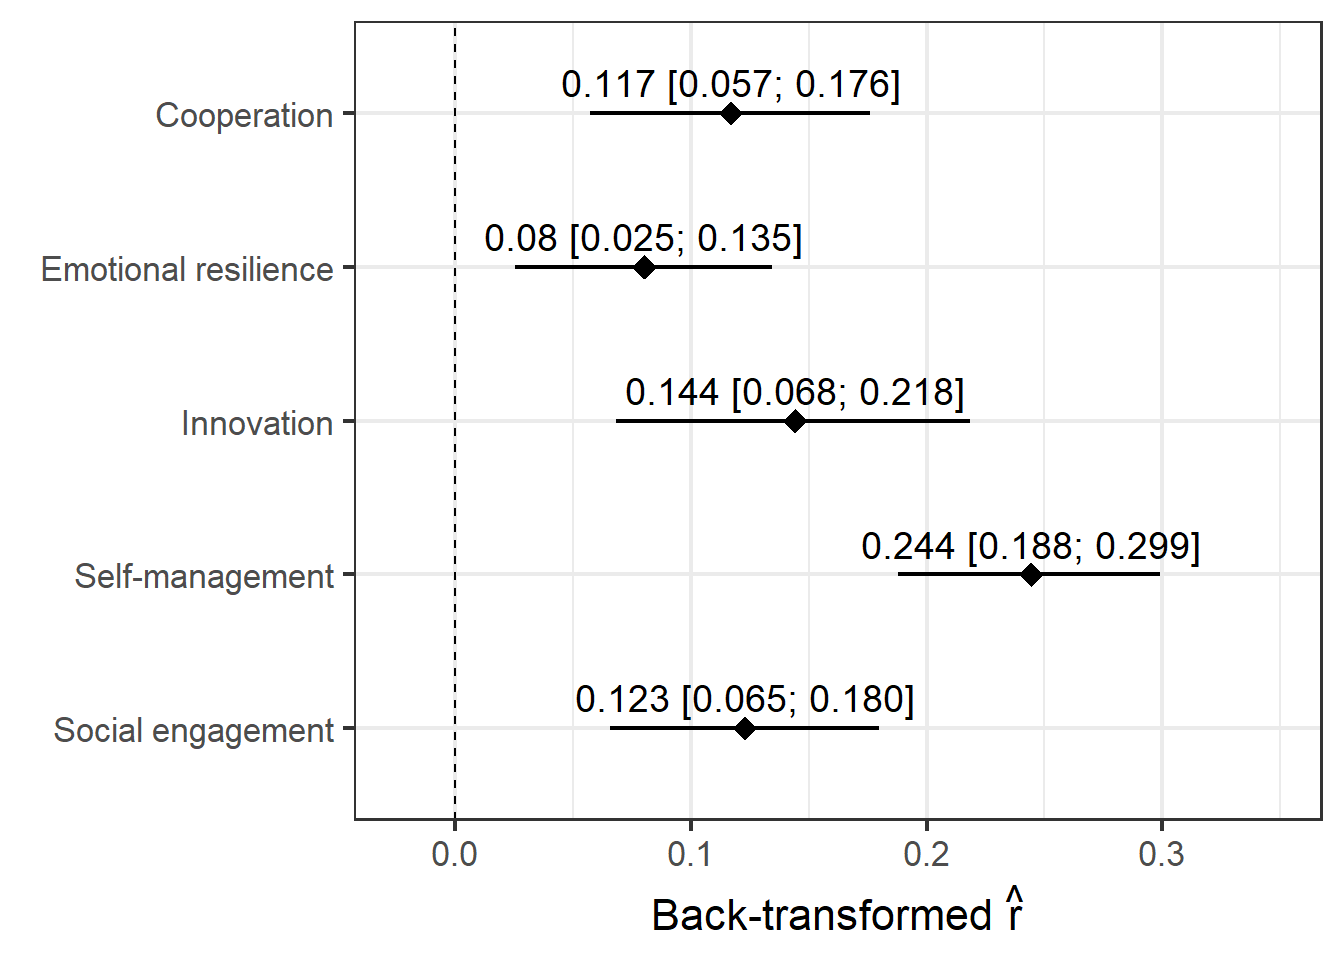 0.117 [0.057; 0.176]
Cooperation
0.08 [0.025; 0.135]
Emotional resilience
0.144 [0.068; 0.218]
Innovation
0.244 [0.188; 0.299]
Self-management
0.123 [0.065; 0.180]
Social engagement
0.0 0.1 0.2 0.3
Back-transformed r̂